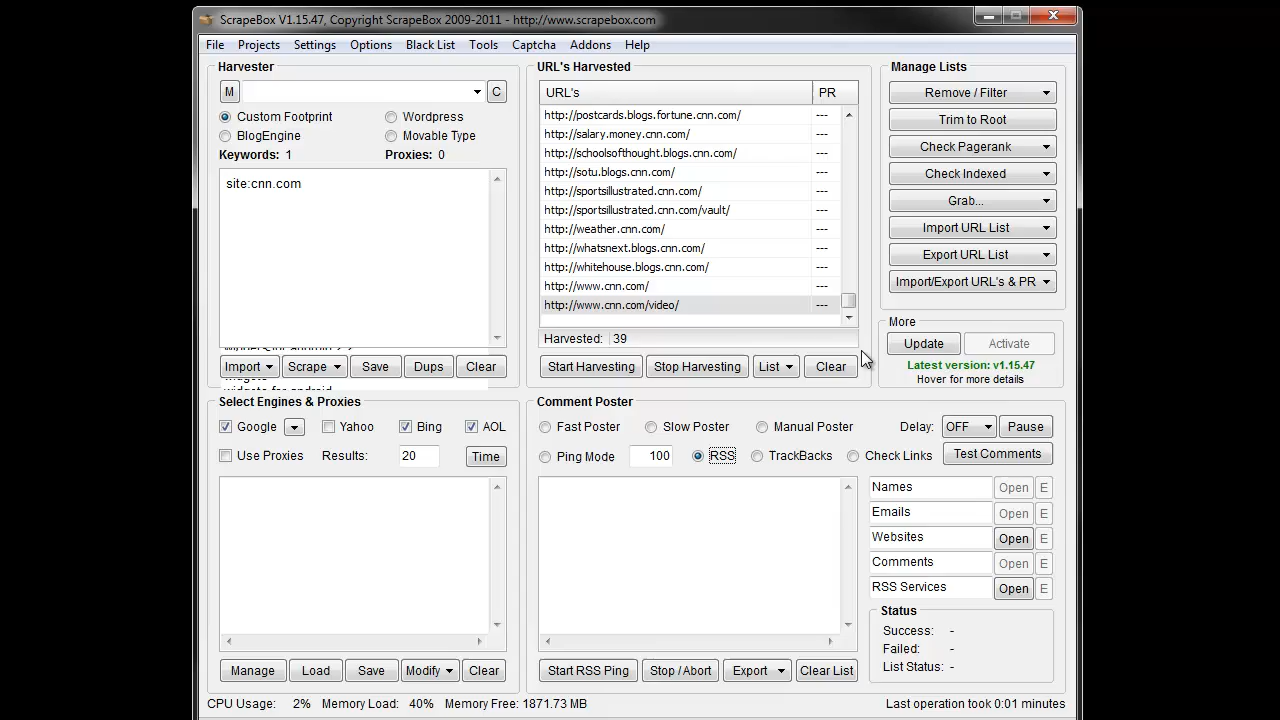 ScrapeBox V1.15.47, Copyright ScrapeBox 2009-2011 - http://www.scrapebox.com
File Projects Settings Options Black List Tools Captcha Addons Help
Harvester
M
C
Custom Footprint
Wordpress
BlogEngine
Movable Type
Keywords: 1
Proxies: 0
site:cnn.com
widgets for android
Import
Scrape
Save
Dups
Clear
URL's Harvested
URL's PR
http://postcards.blogs.fortune.cnn.com/ ---
http://salary.money.cnn.com/ ---
http://schoolsofthought.blogs.cnn.com/ ---
http://sotu.blogs.cnn.com/ ---
http://sportsillustrated.cnn.com/ ---
http://sportsillustrated.cnn.com/vault/ ---
http://weather.cnn.com/ ---
http://whatsnext.blogs.cnn.com/ ---
http://whitehouse.blogs.cnn.com/ ---
http://www.cnn.com/ ---
http://www.cnn.com/video/ ---
Harvested: 39
Start Harvesting
Stop Harvesting
List
Clear
Manage Lists
Remove / Filter
Trim to Root
Check Pagerank
Check Indexed
Grab...
Import URL List
Export URL List
Import/Export URL's & PR
More
Update
Activate
Latest version: v1.15.47
Hover for more details
Select Engines & Proxies
Google
Yahoo
Bing
AOL
Use Proxies
Results: 20
Time
Manage
Load
Save
Modify
Clear
Comment Poster
Fast Poster
Slow Poster
Manual Poster
Delay: OFF
Pause
Ping Mode 100
RSS
TrackBacks
Check Links
Test Comments
Names Open E
Emails Open E
Websites Open E
Comments Open E
RSS Services Open E
Status
Success: -
Failed: -
List Status: -
Start RSS Ping
Stop / Abort
Export
Clear List
CPU Usage: 2% Memory Load: 40% Memory Free: 1871.73 MB
Last operation took 0:01 minutes